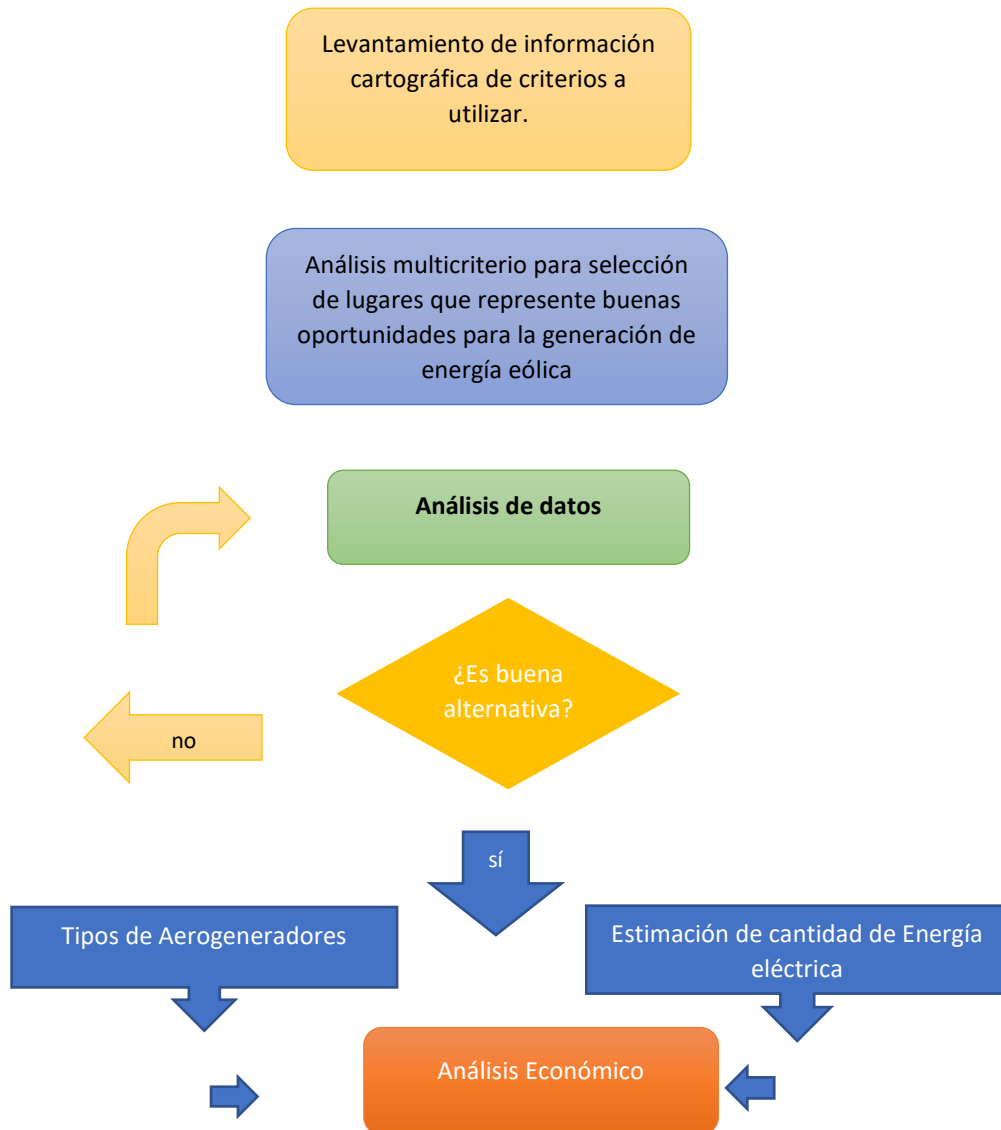 Levantamiento de información
cartográfica de criterios a
utilizar.
Análisis multicriterio para selección
de lugares que represente buenas
oportunidades para la generación de
energía eólica
Análisis de datos
¿Es buena
alternativa?
no
sí
Tipos de Aerogeneradores
Estimación de cantidad de Energía
eléctrica
Análisis Económico